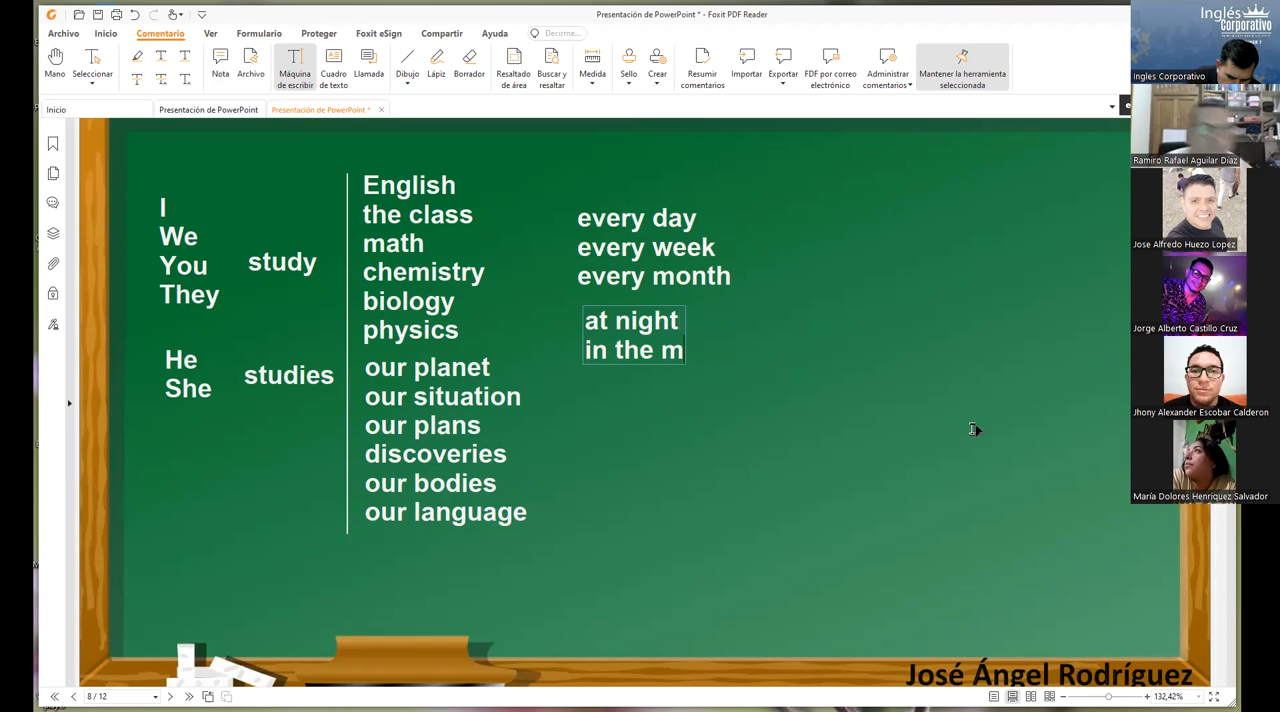 Presentación de PowerPoint * - Foxit PDF Reader
Archivo
Inicio
Comentario
Ver
Formulario
Proteger
Foxit eSign
Compartir
Ayuda
Decirme...
Mano
Seleccionar
Nota
Archivo
Máquina de escribir
Cuadro de texto
Llamada
Dibujo
Lápiz
Borrador
Resaltado de área
Buscar y resaltar
Medida
Sello
Crear
Resumir comentarios
Importar
Exportar
FDF por correo electrónico
Administrar comentarios
Mantener la herramienta seleccionada
Inicio
Presentación de PowerPoint
Presentación de PowerPoint *
I
We
You
They
study
He
She
studies
English
the class
math
chemistry
biology
physics
our planet
our situation
our plans
discoveries
our bodies
our language
every day
every week
every month
at night
in the m
José Ángel Rodríguez
8 / 12
132,42%
Inglés
Corporativo
Ingles Corporativo
Ramiro Rafael Aguilar Díaz
Jose Alfredo Huezo Lopez
Jorge Alberto Castillo Cruz
Jhony Alexander Escobar Calderon
María Dolores Henriquez Salvador